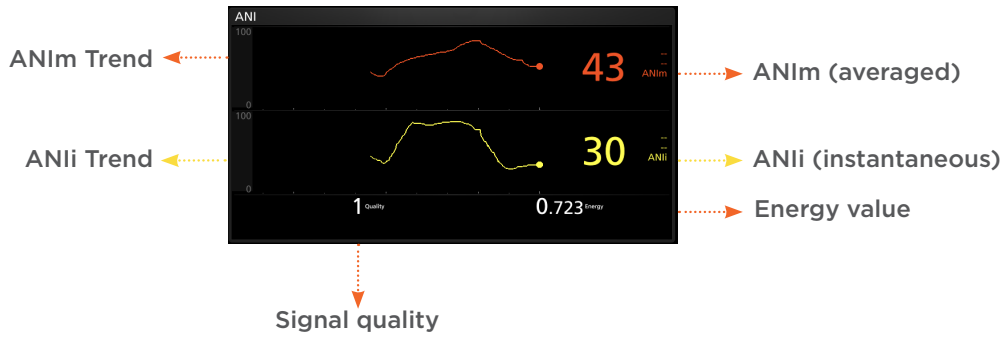 ANI
100
ANIm Trend
43
ANIm
ANIm (averaged)
0
100
ANIi Trend
30
ANIi
ANIi (instantaneous)
0
1 Quality
0.723 Energy
Energy value
Signal quality